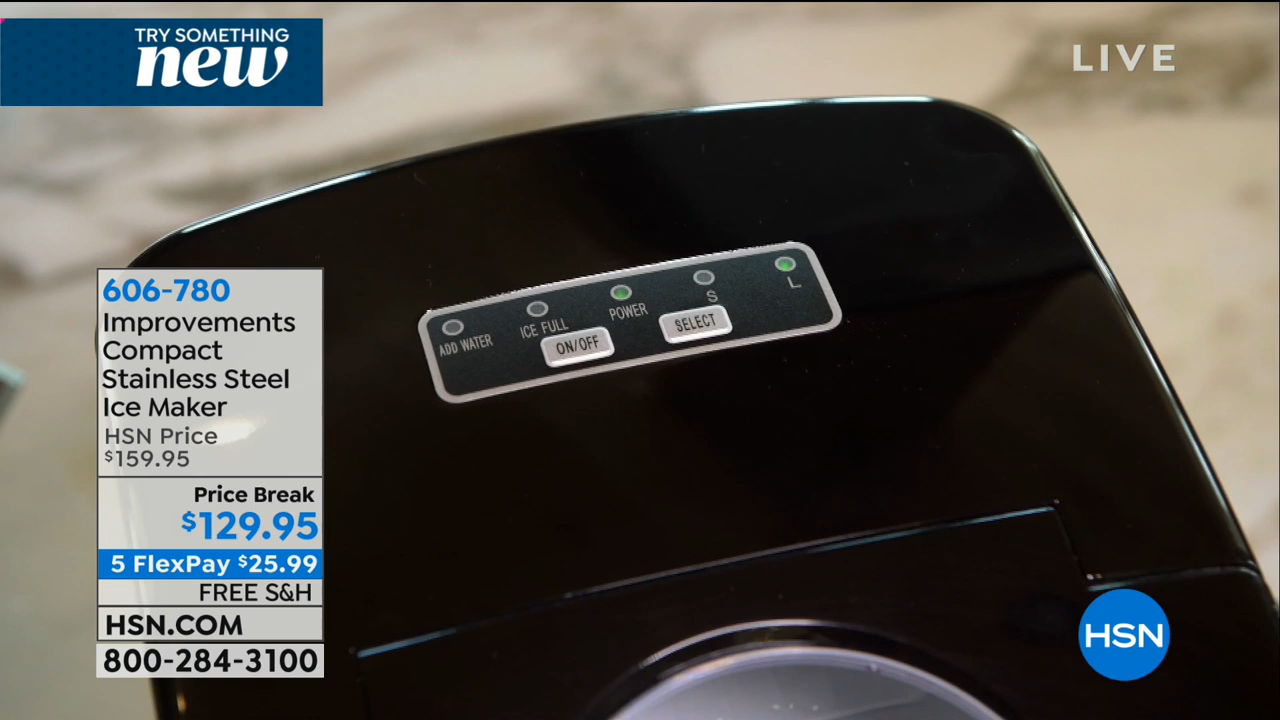 TRY SOMETHING
new
LIVE
606-780
Improvements
Compact
Stainless Steel
Ice Maker
HSN Price
$159.95
Price Break
$129.95
5 FlexPay $25.99
FREE S&H
HSN.COM
800-284-3100
ADD WATER
ICE FULL
POWER
S
L
ON/OFF
SELECT
HSN